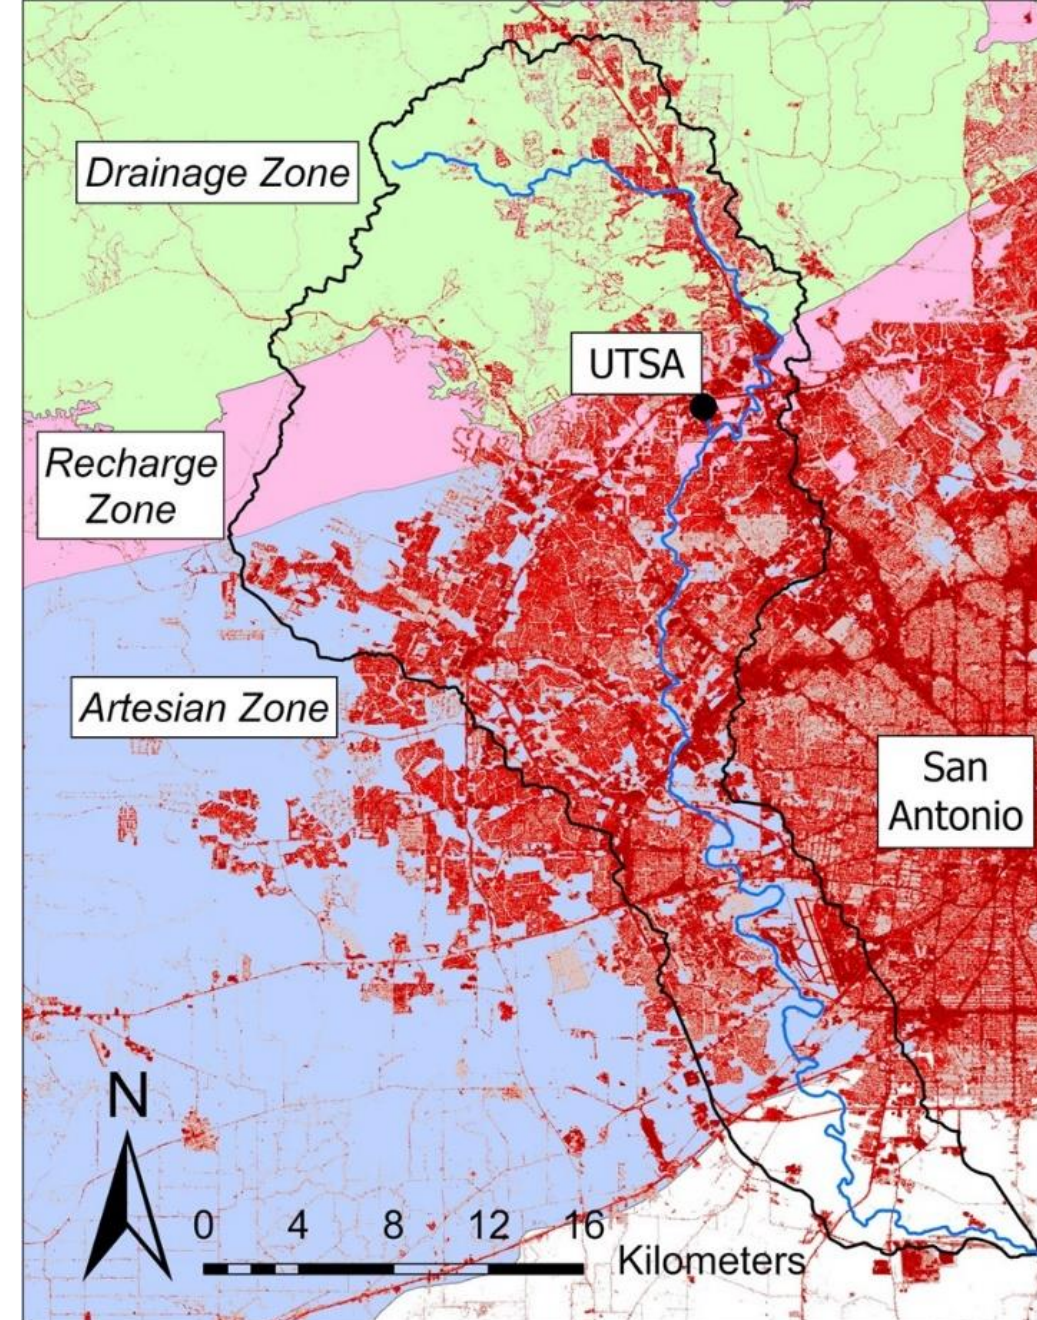 Drainage Zone
UTSA
Recharge
Zone
Artesian Zone
San
Antonio
N
0 4 8 12 16
Kilometers